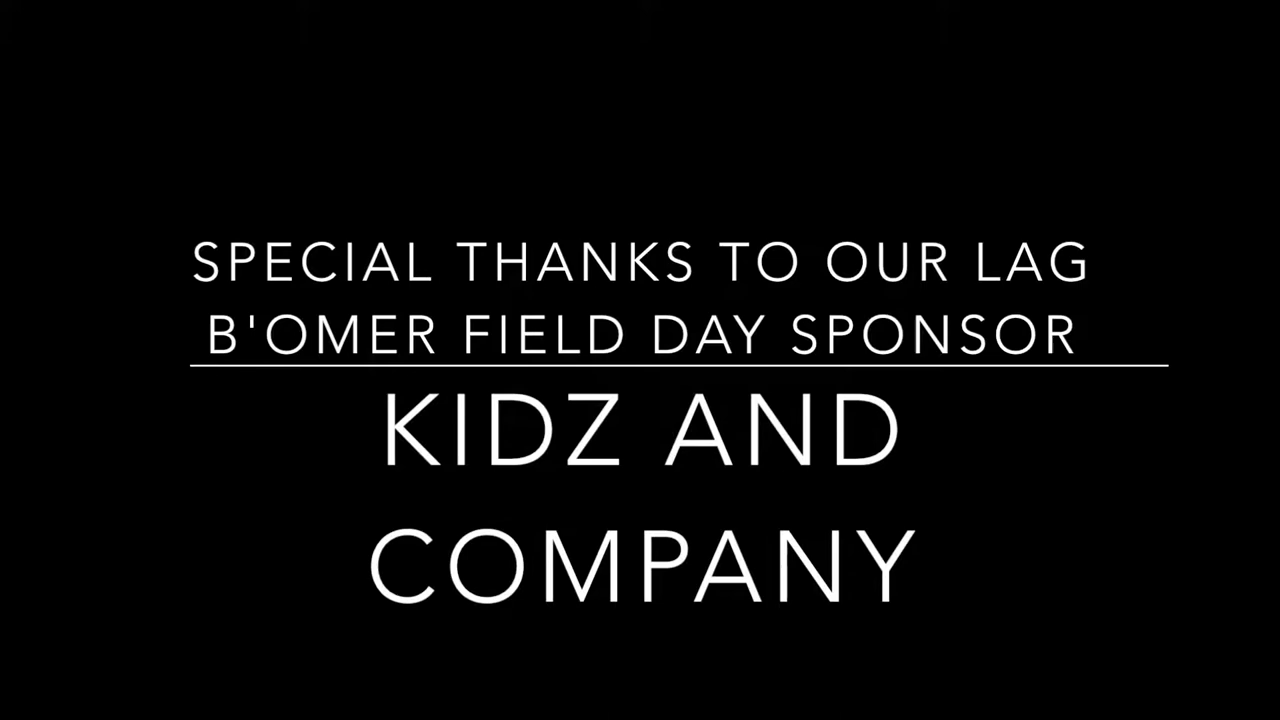 SPECIAL THANKS TO OUR LAG
B'OMER FIELD DAY SPONSOR
KIDZ AND
COMPANY